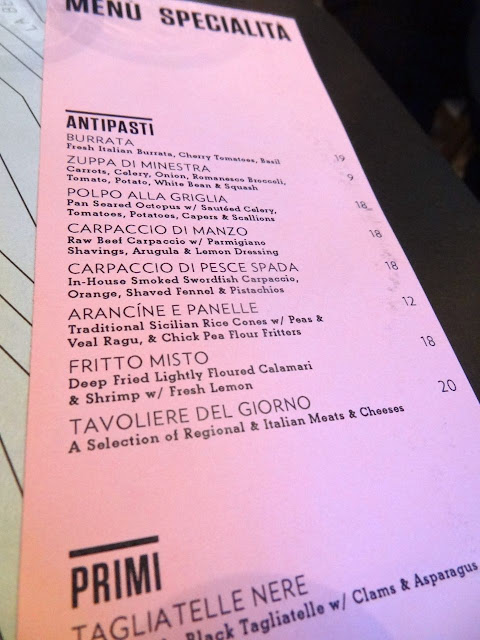 MENÙ SPECIALITÀ
ANTIPASTI
BURRATA
Fresh Italian Burrata, Cherry Tomatoes, Basil 19
ZUPPA DI MINESTRA
Carrots, Celery, Onion, Romanesco Broccoli, 9
Tomato, Potato, White Bean & Squash
POLPO ALLA GRIGLIA
Pan Seared Octopus w/ Sautéed Celery, 18
Tomatoes, Potatoes, Capers & Scallions
CARPACCIO DI MANZO
Raw Beef Carpaccio w/ Parmigiano 18
Shavings, Arugula & Lemon Dressing
CARPACCIO DI PESCE SPADA
In-House Smoked Swordfish Carpaccio, 18
Orange, Shaved Fennel & Pistachios
ARANCÍNE E PANELLE
Traditional Sicilian Rice Cones w/ Peas & 12
Veal Ragu, & Chick Pea Flour Fritters
FRITTO MISTO
Deep Fried Lightly Floured Calamari 18
& Shrimp w/ Fresh Lemon
TAVOLIERE DEL GIORNO
A Selection of Regional & Italian Meats & Cheeses 20
PRIMI
TAGLIATELLE NERE
Black Tagliatelle w/ Clams & Asparagus